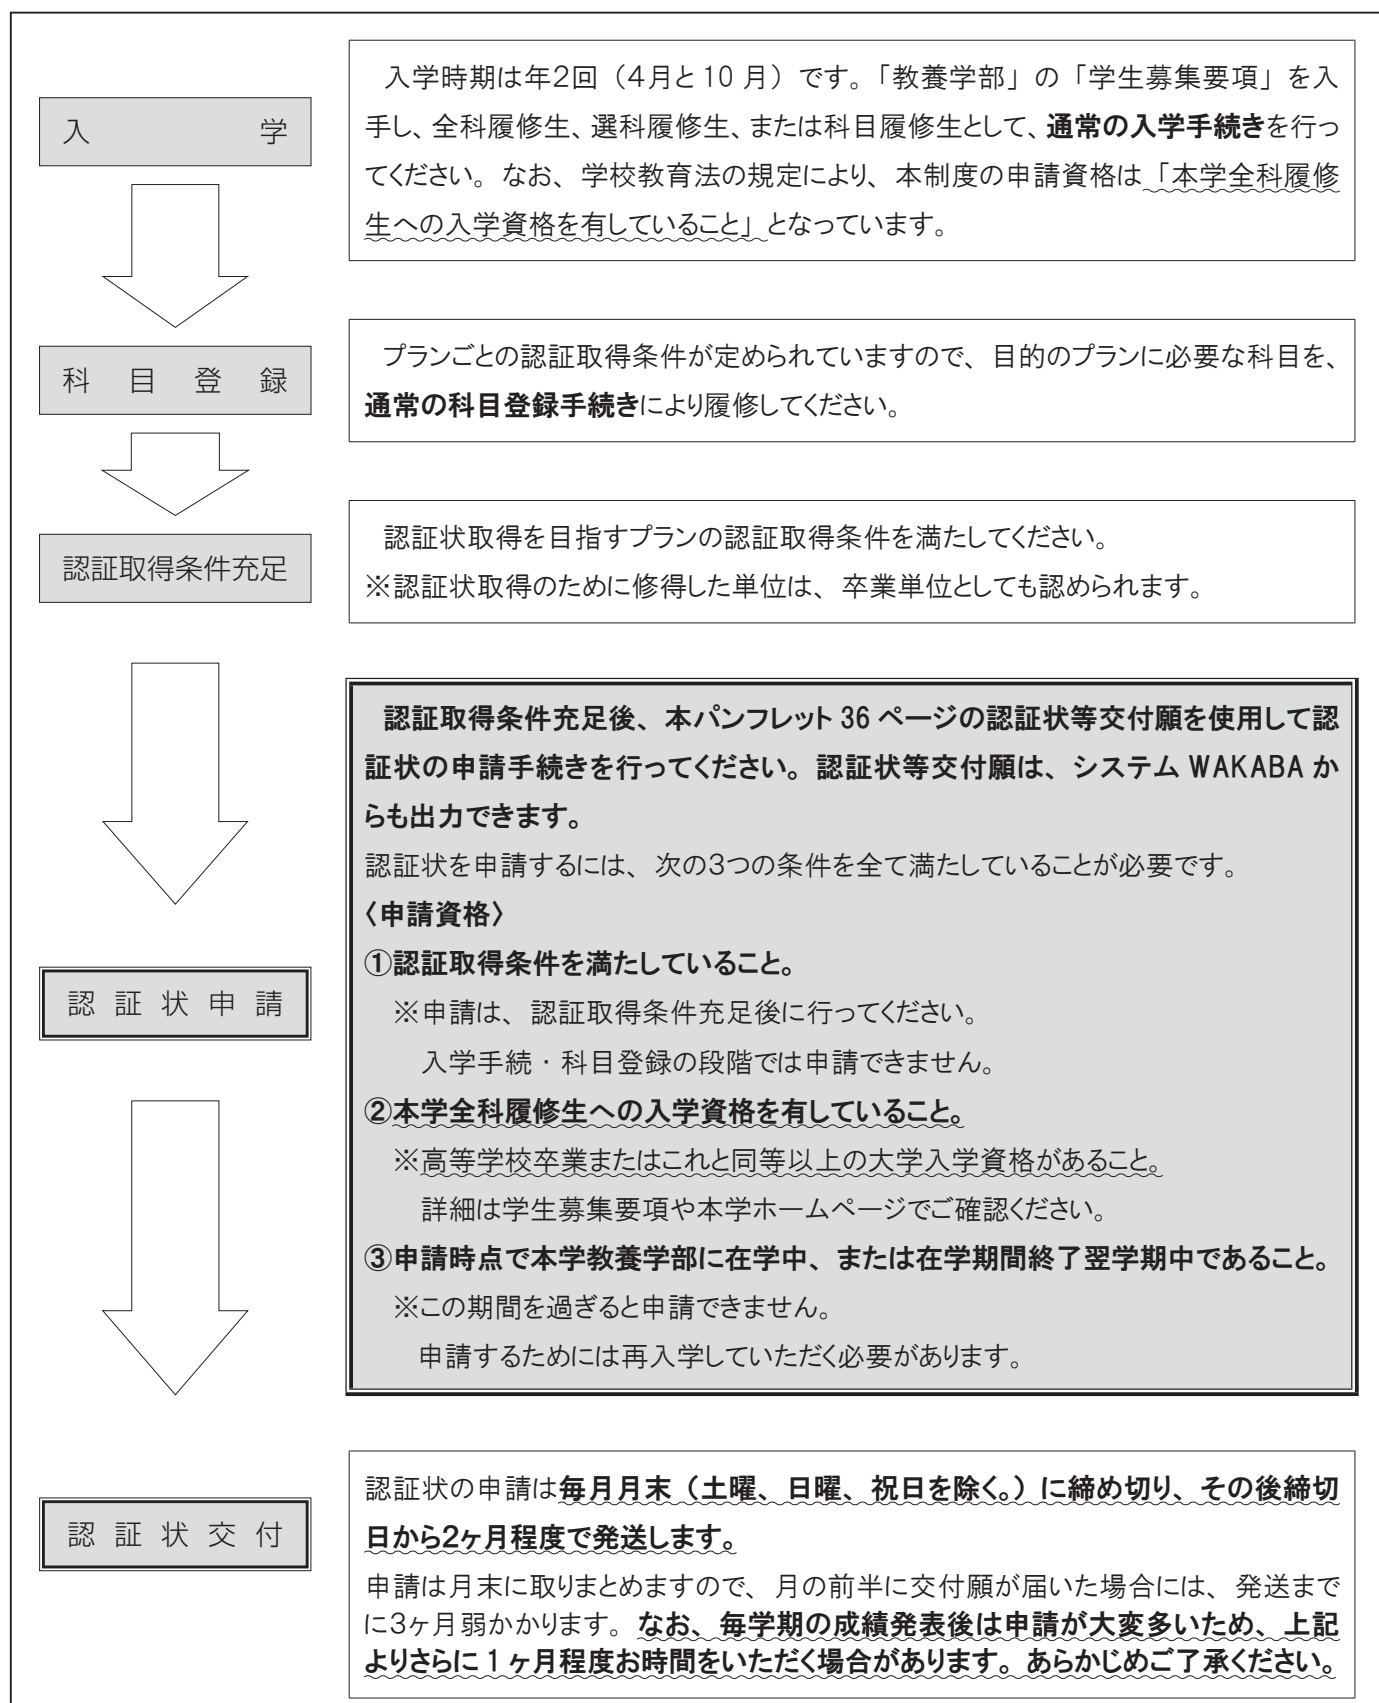 入学
入学時期は年2回（4月と10月）です。「教養学部」の「学生募集要項」を入
手し、全科履修生、選科履修生、または科目履修生として、通常の入学手続きを行っ
てください。なお、学校教育法の規定により、本制度の申請資格は「本学全科履修
生への入学資格を有していること」となっています。
科目登録
プランごとの認証取得条件が定められていますので、目的のプランに必要な科目を、
通常の科目登録手続きにより履修してください。
認証取得条件充足
認証状取得を目指すプランの認証取得条件を満たしてください。
※認証状取得のために修得した単位は、卒業単位としても認められます。
認証取得条件充足後、本パンフレット36ページの認証状等交付願を使用して認
証状の申請手続きを行ってください。認証状等交付願は、システムWAKABAか
らも出力できます。
認証状を申請するには、次の3つの条件を全て満たしていることが必要です。
〈申請資格〉
①認証取得条件を満たしていること。
認証状申請
※申請は、認証取得条件充足後に行ってください。
入学手続・科目登録の段階では申請できません。
②本学全科履修生への入学資格を有していること。
※高等学校卒業またはこれと同等以上の大学入学資格があること。
詳細は学生募集要項や本学ホームページでご確認ください。
③申請時点で本学教養学部に在学中、または在学期間終了翌学期中であること。
※この期間を過ぎると申請できません。
申請するためには再入学していただく必要があります。
認証状交付
認証状の申請は毎月月末（土曜、日曜、祝日を除く。）に締め切り、その後締切
日から2ヶ月程度で発送します。
申請は月末に取りまとめますので、月の前半に交付願が届いた場合には、発送まで
に3ヶ月弱かかります。なお、毎学期の成績発表後は申請が大変多いため、上記
よりさらに1ヶ月程度お時間をいただく場合があります。あらかじめご了承ください。